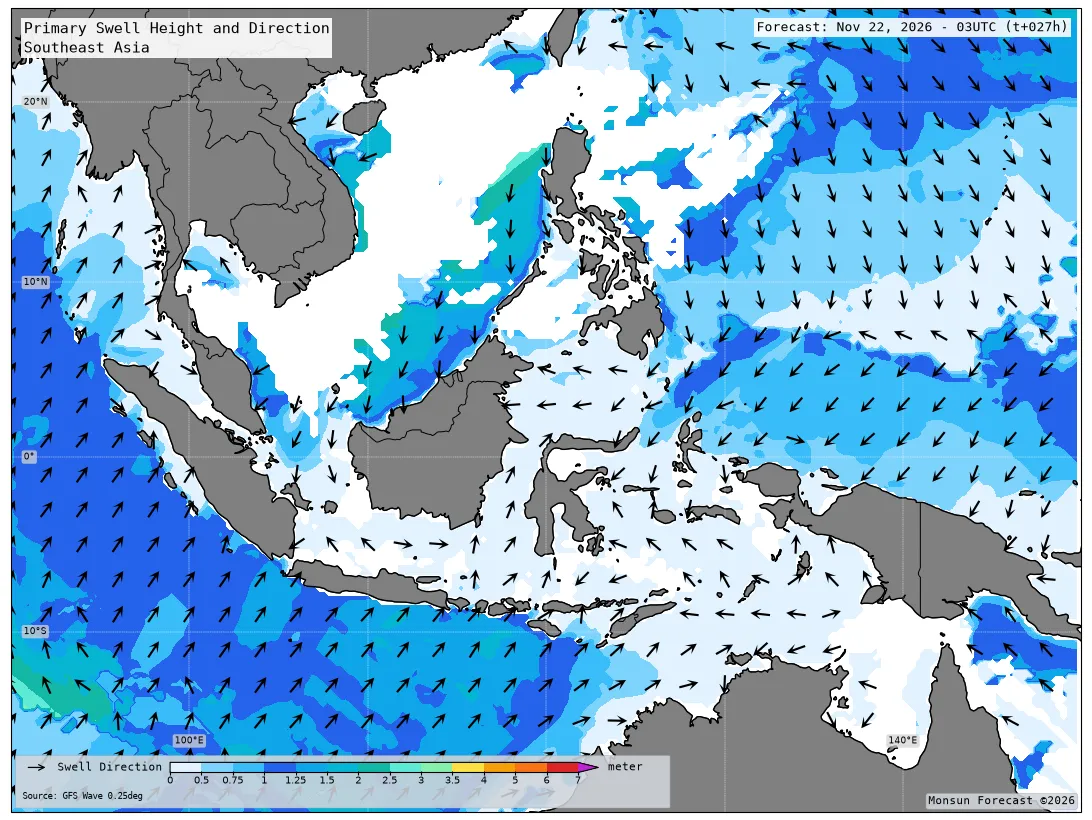 Primary Swell Height and Direction
Southeast Asia
Forecast: Nov 22, 2026 - 03UTC (t+027h)
20°N
10°N
0°
10°S
100°E
140°E
Swell Direction
0 0.5 0.75 1 1.25 1.5 2 2.5 3 3.5 4 5 6 7
meter
Source: GFS Wave 0.25deg
Monsun Forecast ©2026